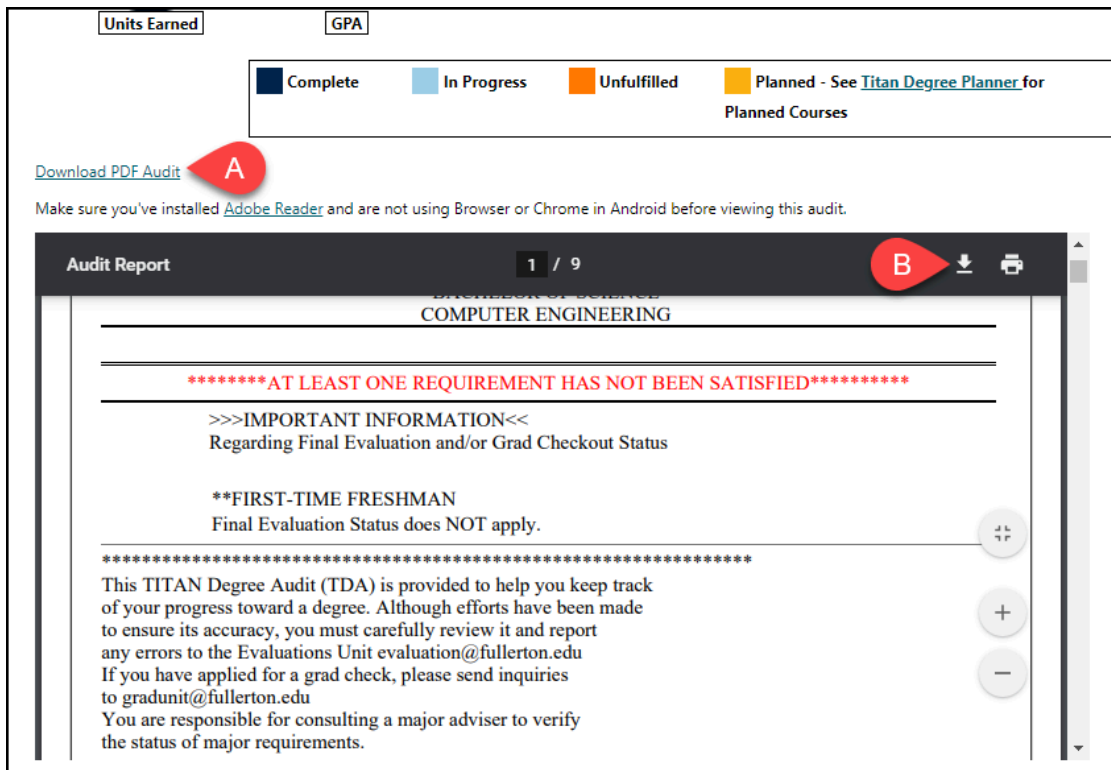 Units Earned GPA
Complete In Progress Unfulfilled Planned - See Titan Degree Planner for
Planned Courses
Download PDF Audit A
Make sure you've installed Adobe Reader and are not using Browser or Chrome in Android before viewing this audit.
Audit Report 1 / 9 B
BACHELOR OF SCIENCE
COMPUTER ENGINEERING
********AT LEAST ONE REQUIREMENT HAS NOT BEEN SATISFIED**********
>>>IMPORTANT INFORMATION<<
Regarding Final Evaluation and/or Grad Checkout Status
**FIRST-TIME FRESHMAN
Final Evaluation Status does NOT apply.
*****************************************************************
This TITAN Degree Audit (TDA) is provided to help you keep track
of your progress toward a degree. Although efforts have been made
to ensure its accuracy, you must carefully review it and report
any errors to the Evaluations Unit evaluation@fullerton.edu
If you have applied for a grad check, please send inquiries
to gradunit@fullerton.edu
You are responsible for consulting a major adviser to verify
the status of major requirements.